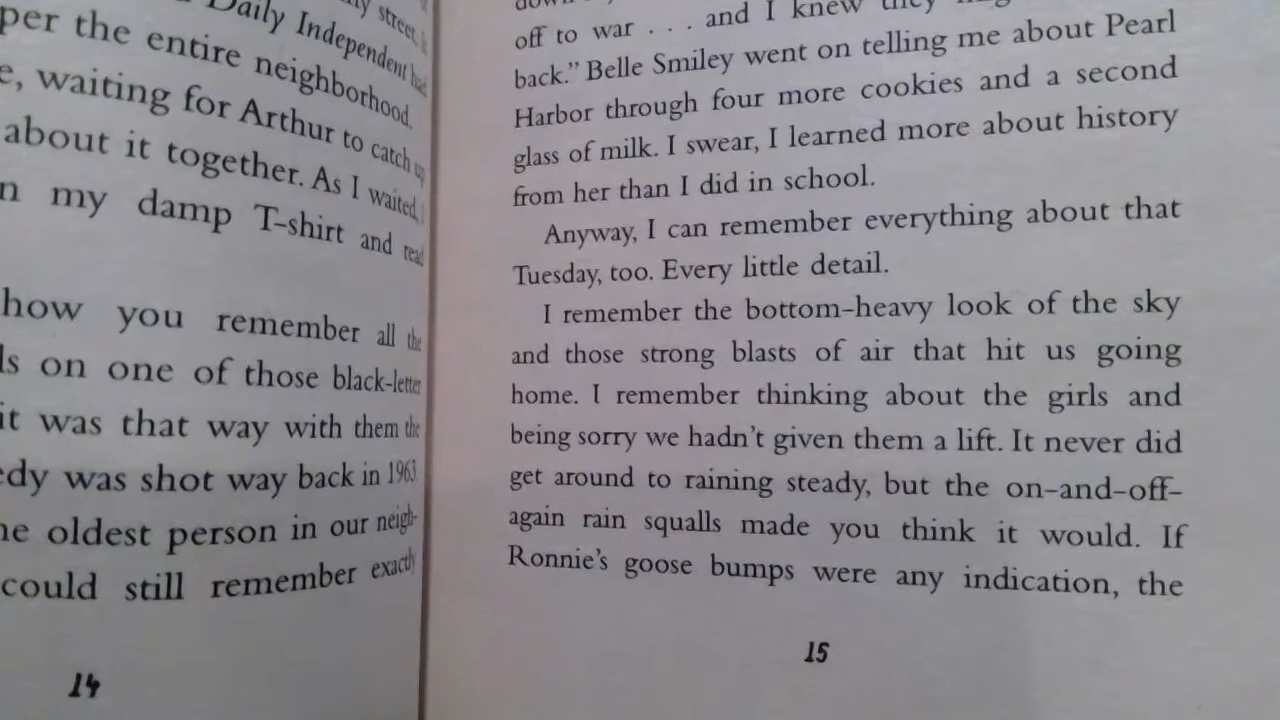 street,
Daily Independent had
per the entire neighborhood.
e, waiting for Arthur to catch up
about it together. As I waited,
n my damp T-shirt and read
how you remember all the
ls on one of those black-letter
it was that way with them the
edy was shot way back in 1963.
he oldest person in our neigh-
could still remember exactly
14
off to war . . . and I knew they
back." Belle Smiley went on telling me about Pearl
Harbor through four more cookies and a second
glass of milk. I swear, I learned more about history
from her than I did in school.
Anyway, I can remember everything about that
Tuesday, too. Every little detail.
I remember the bottom-heavy look of the sky
and those strong blasts of air that hit us going
home. I remember thinking about the girls and
being sorry we hadn't given them a lift. It never did
get around to raining steady, but the on-and-off-
again rain squalls made you think it would. If
Ronnie's goose bumps were any indication, the
15